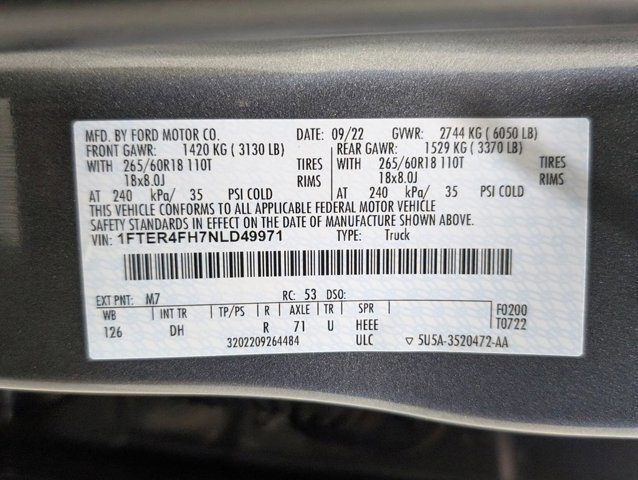 MFD. BY FORD MOTOR CO. DATE: 09/22 GVWR: 2744 KG ( 6050 LB)
FRONT GAWR: 1420 KG ( 3130 LB) REAR GAWR: 1529 KG ( 3370 LB)
WITH 265/60R18 110T TIRES WITH 265/60R18 110T TIRES
18x8.0J RIMS 18x8.0J RIMS
AT 240 kPa/ 35 PSI COLD AT 240 kPa/ 35 PSI COLD
THIS VEHICLE CONFORMS TO ALL APPLICABLE FEDERAL MOTOR VEHICLE
SAFETY STANDARDS IN EFFECT ON THE DATE OF MANUFACTURE SHOWN ABOVE.
VIN: 1FTER4FH7NLD49971 TYPE: Truck
EXT PNT: M7 RC: 53 DSO:
WB INT TR TP/PS R AXLE TR SPR F0200
126 DH R 71 U HEEE T0722
3202209264484 ULC ▽ 5U5A-3520472-AA